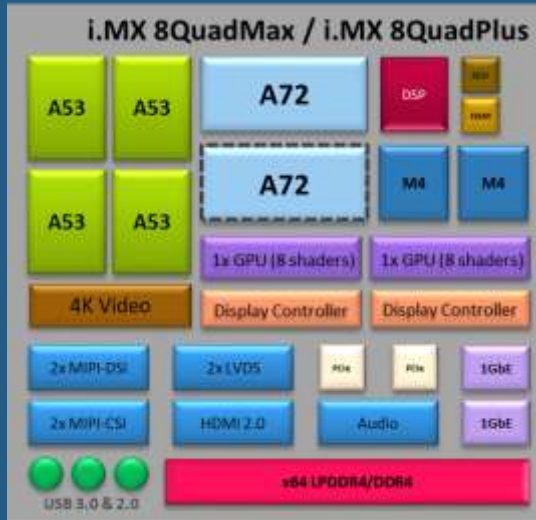 i.MX 8QuadMax / i.MX 8QuadPlus
A53 A53 A72 DSP
A72 M4 M4
A53 A53
1x GPU (8 shaders) 1x GPU (8 shaders)
4K Video Display Controller Display Controller
2x MIPI-DSI 2x LVDS PCIe PCIe 1GbE
2x MIPI-CSI HDMI 2.0 Audio 1GbE
x64 LPDDR4/DDR4
USB 3.0 & 2.0